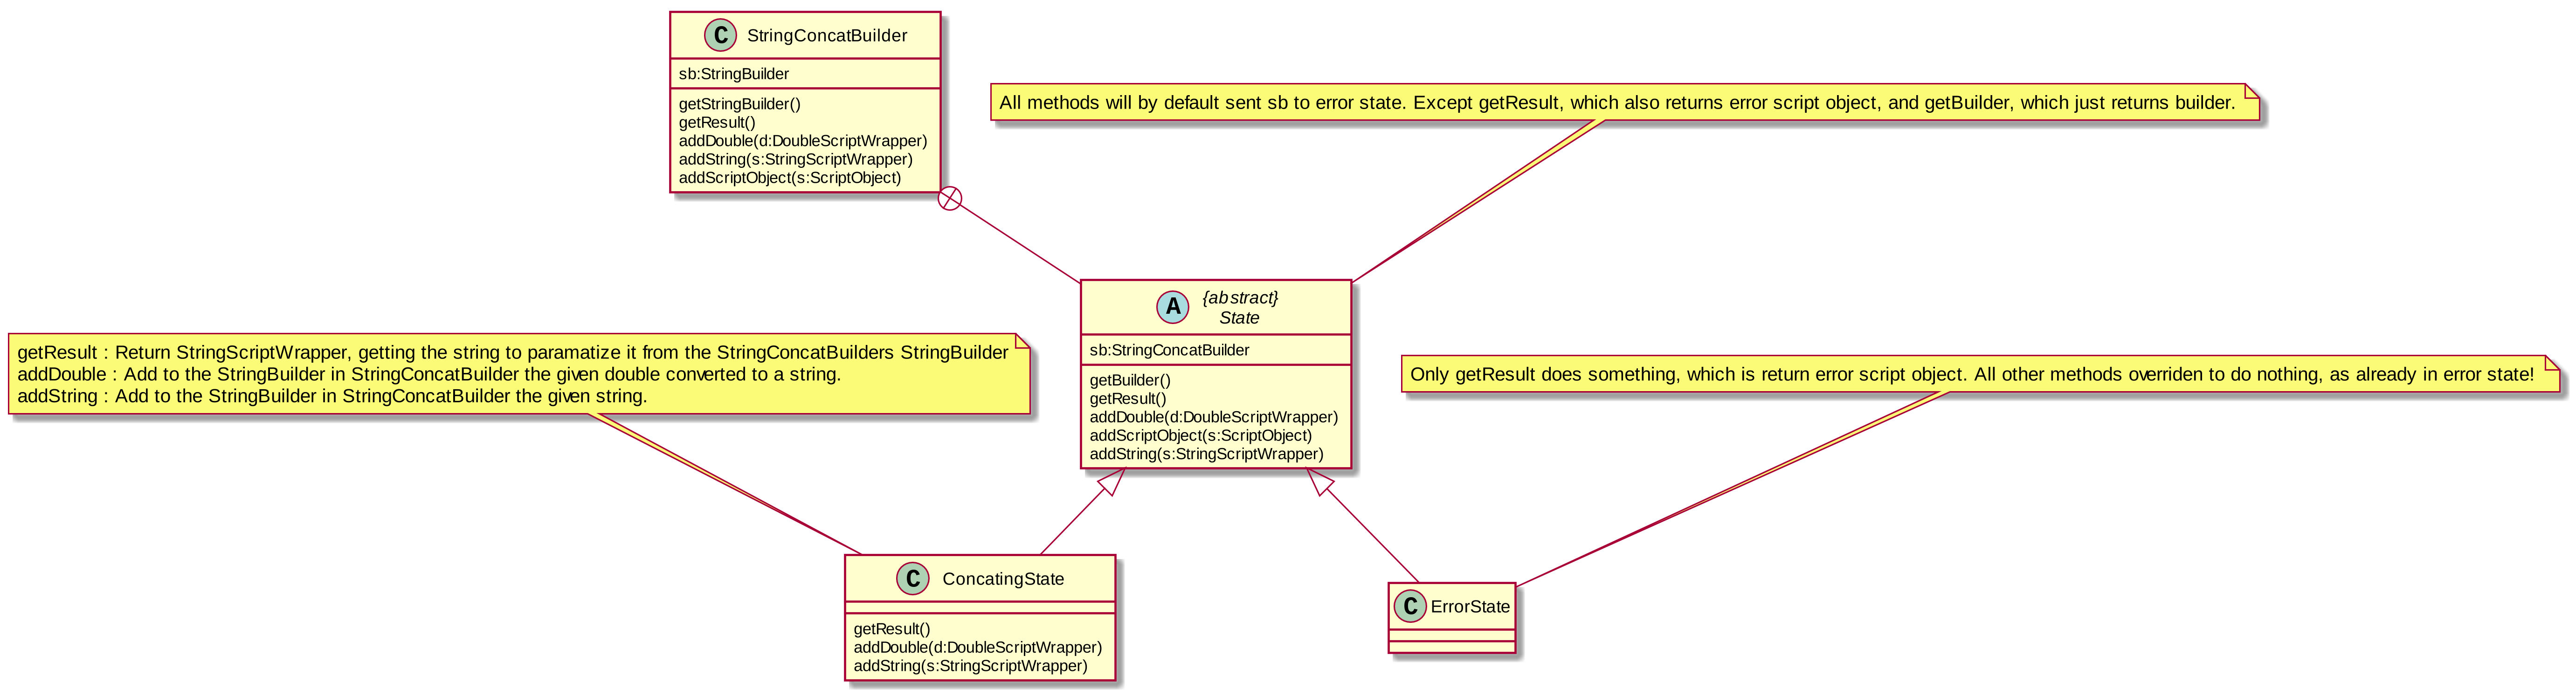 C StringConcatBuilder
sb:StringBuilder
getStringBuilder()
getResult()
addDouble(d:DoubleScriptWrapper)
addString(s:StringScriptWrapper)
addScriptObject(s:ScriptObject)
All methods will by default sent sb to error state. Except getResult, which also returns error script object, and getBuilder, which just returns builder.
A {abstract}
State
sb:StringConcatBuilder
getBuilder()
getResult()
addDouble(d:DoubleScriptWrapper)
addScriptObject(s:ScriptObject)
addString(s:StringScriptWrapper)
getResult : Return StringScriptWrapper, getting the string to paramatize it from the StringConcatBuilders StringBuilder
addDouble : Add to the StringBuilder in StringConcatBuilder the given double converted to a string.
addString : Add to the StringBuilder in StringConcatBuilder the given string.
Only getResult does something, which is return error script object. All other methods overriden to do nothing, as already in error state!
C ConcatingState
getResult()
addDouble(d:DoubleScriptWrapper)
addString(s:StringScriptWrapper)
C ErrorState